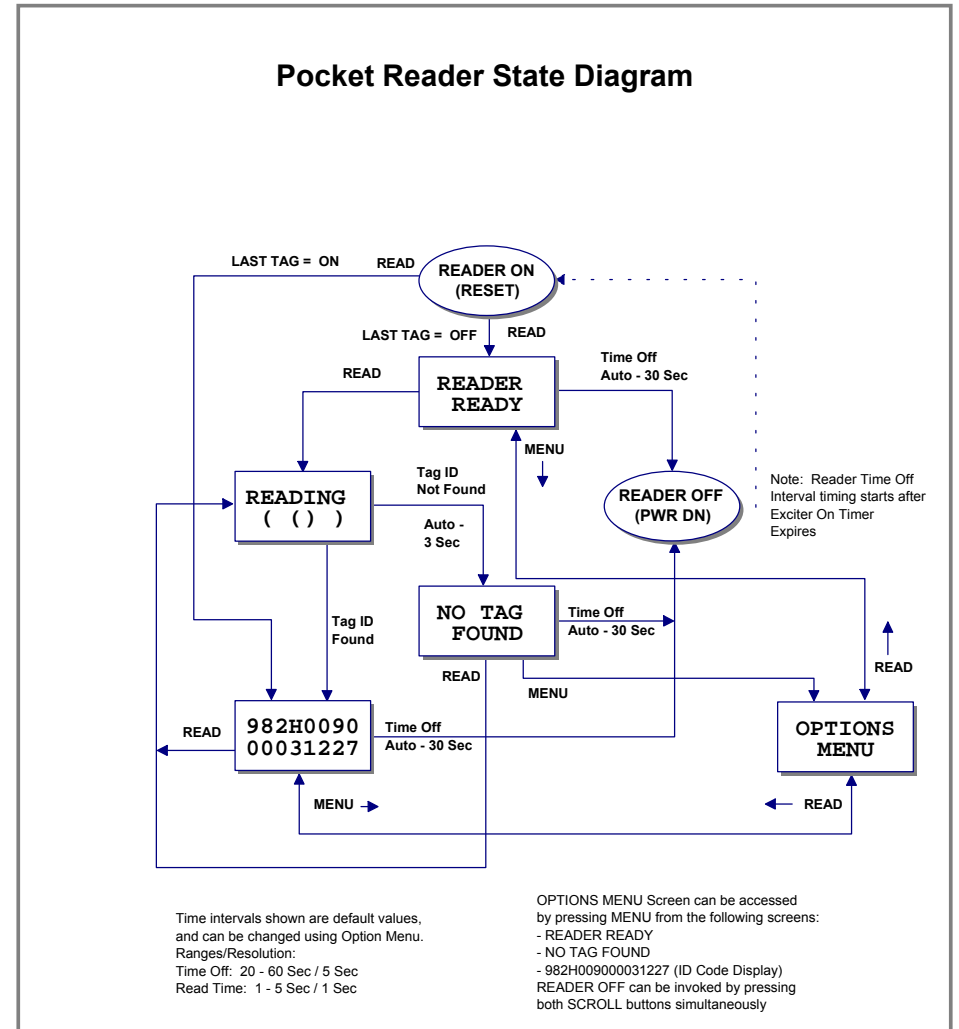 Pocket Reader State Diagram
LAST TAG = ON
READ
READER ON
(RESET)
LAST TAG = OFF
READ
READ
READER
READY
Time Off
Auto - 30 Sec
MENU
READING
( () )
Tag ID
Not Found
Auto -
3 Sec
READER OFF
(PWR DN)
Note: Reader Time Off
Interval timing starts after
Exciter On Timer
Expires
Tag ID
Found
NO TAG
FOUND
Time Off
Auto - 30 Sec
READ
MENU
READ
READ
982H0090
00031227
Time Off
Auto - 30 Sec
OPTIONS
MENU
MENU
READ
Time intervals shown are default values,
and can be changed using Option Menu.
Ranges/Resolution:
Time Off: 20 - 60 Sec / 5 Sec
Read Time: 1 - 5 Sec / 1 Sec
OPTIONS MENU Screen can be accessed
by pressing MENU from the following screens:
- READER READY
- NO TAG FOUND
- 982H009000031227 (ID Code Display)
READER OFF can be invoked by pressing
both SCROLL buttons simultaneously